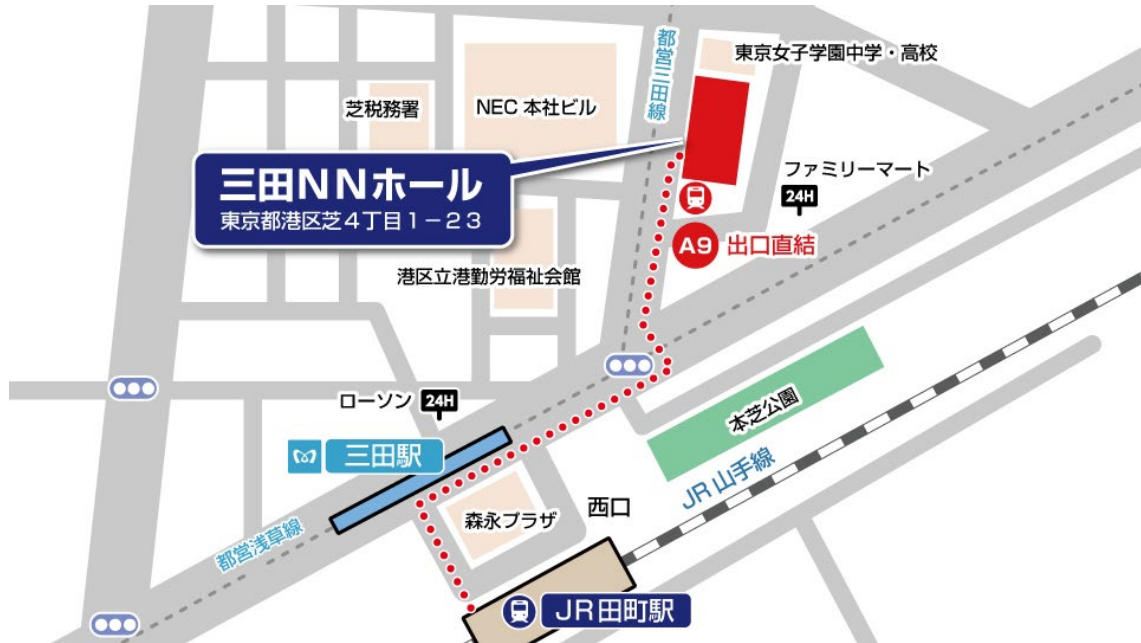 都営三田線
東京女子学園中学・高校
芝税務署
NEC 本社ビル
三田NNホール
東京都港区芝4丁目1-23
ファミリーマート
24H
A9 出口直結
港区立港勤労福祉会館
ローソン 24H
本芝公園
三田駅
JR 山手線
西口
森永プラザ
都営浅草線
JR田町駅